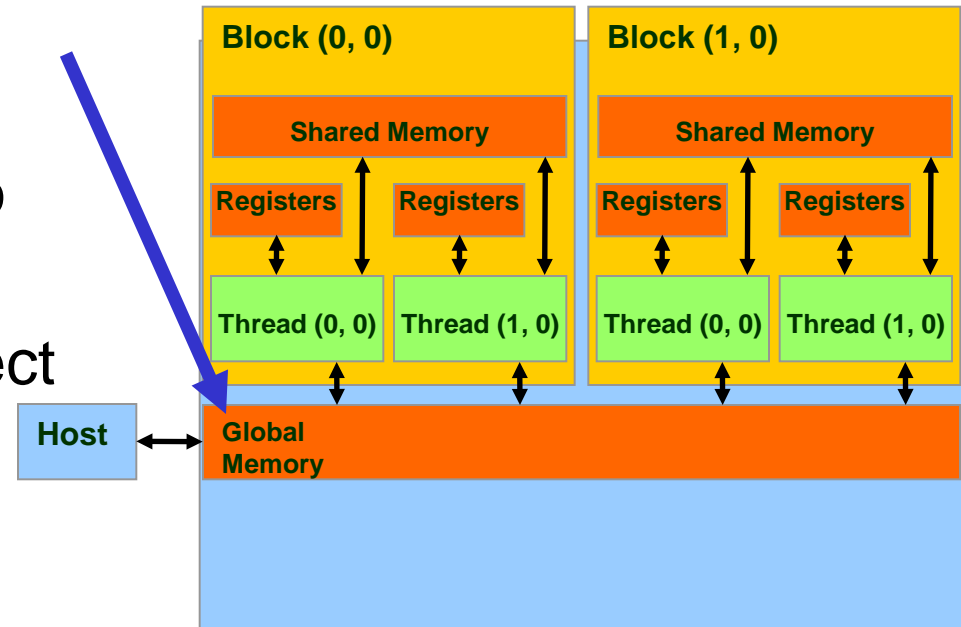 Block (0, 0)
Block (1, 0)
Shared Memory
Shared Memory
Registers
Registers
Registers
Registers
Thread (0, 0)
Thread (1, 0)
Thread (0, 0)
Thread (1, 0)
ect
Host
Global
Memory